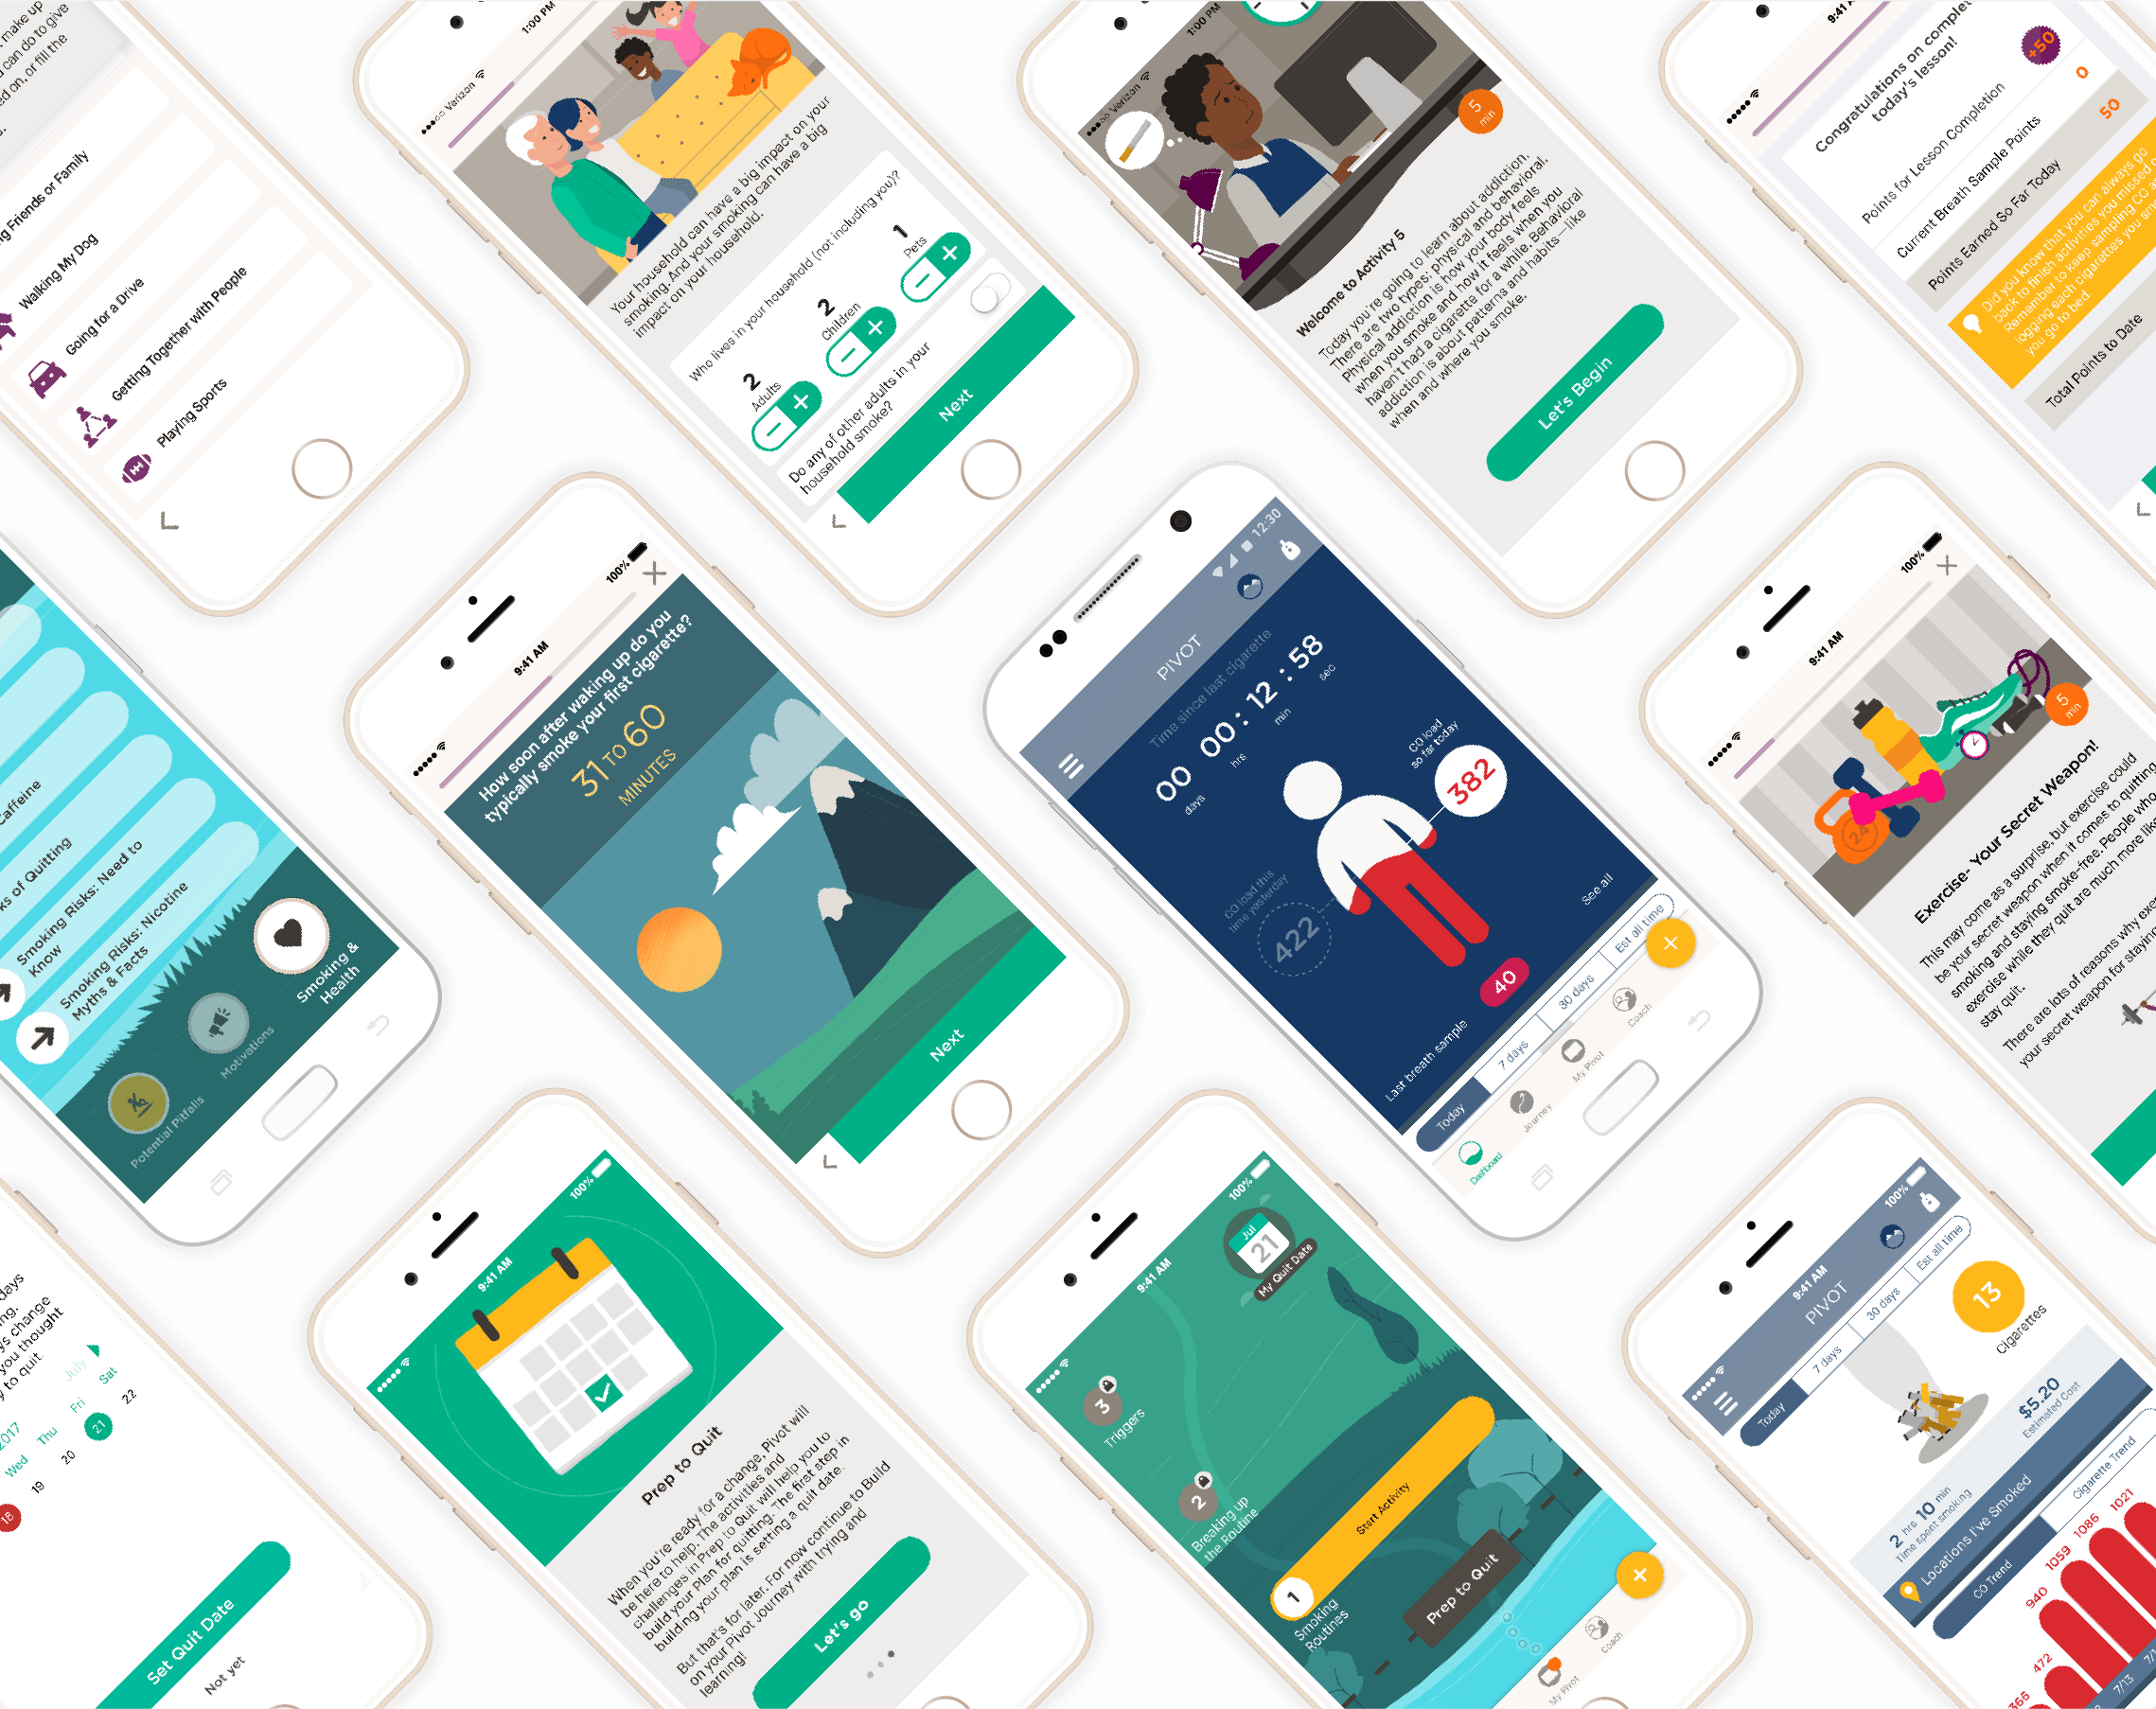 make up
can do to give
on, or fill the
Friends or Family
Walking My Dog
Going for a Drive
Getting Together with People
Playing Sports
Verizon
1:00 PM
Your household can have a big impact on your
smoking. And your smoking can have a big
impact on your household.
Who lives in your household (not including you)?
2
Adults
2
Children
1
Pets
Do any of other adults in your
household smoke?
Next
Verizon
1:00 PM
5
min
Welcome to Activity 5
Today you're going to learn about addiction.
There are two types: physical and behavioral.
Physical addiction is how your body feels
when you smoke and how it feels when you
haven't had a cigarette for a while. Behavioral
addiction is about patterns and habits—like
when and where you smoke.
Let's Begin
9:41
Congratulations on
today's lesson!
+50
Points for Lesson Completion
0
Current Breath Sample Points
50
Points Earned So Far Today
Did you know that you can always go
back to finish activities you missed
Remember to keep sampling
logging each cigarettes you
you go to bed.
Total Points to Date
Caffeine
of Quitting
Smoking Risks: Need to
Know
Smoking Risks: Nicotine
Myths & Facts
Potential Pitfalls
Motivations
Smoking &
Health
9:41 AM
100%
How soon after waking up do you
typically smoke your first cigarette?
31 TO 60
MINUTES
Next
12:30
PIVOT
Time since last cigarette
00 00 : 12 : 58
days
hrs
min
sec
CO load
so far today
382
CO load this
time yesterday
422
See all
Last breath sample
40
Today
7 days
30 days
Est all time
Dashboard
Journey
My Pivot
Coach
9:41 AM
100%
24
5
min
Exercise- Your Secret Weapon!
This may come as a surprise, but exercise could
be your secret weapon when it comes to quitting
smoking and staying smoke-free. People who
exercise while they quit are much more
stay quit.
There are lots of reasons why
your secret weapon for staying
days
change
you thought
to quit.
July
2017
Wed
Thu
Fri
Sat
18
19
20
21
22
Set Quit Date
Not yet
9:41 AM
100%
Prep to Quit
When you're ready for a change, Pivot will
be here to help. The activities and
challenges in Prep to Quit will help you to
build your Plan for quitting. The first step in
building your plan is setting a quit date.
But that's for later. For now continue to Build
on your Pivot Journey with trying and
learning!
Let's go
9:41 AM
100%
Jul
21
My Quit Date
3
Triggers
2
Breaking up
the Routine
Start Activity
1
Smoking
Routines
Prep to Quit
My Pivot
Coach
9:41 AM
100%
PIVOT
Today
7 days
30 days
Est all time
13
Cigarettes
2 hrs 10 min
Time spent smoking
$5.20
Estimated Cost
Locations I've Smoked
CO Trend
Cigarette Trend
366
472
940
1059
1086
1021
7/13